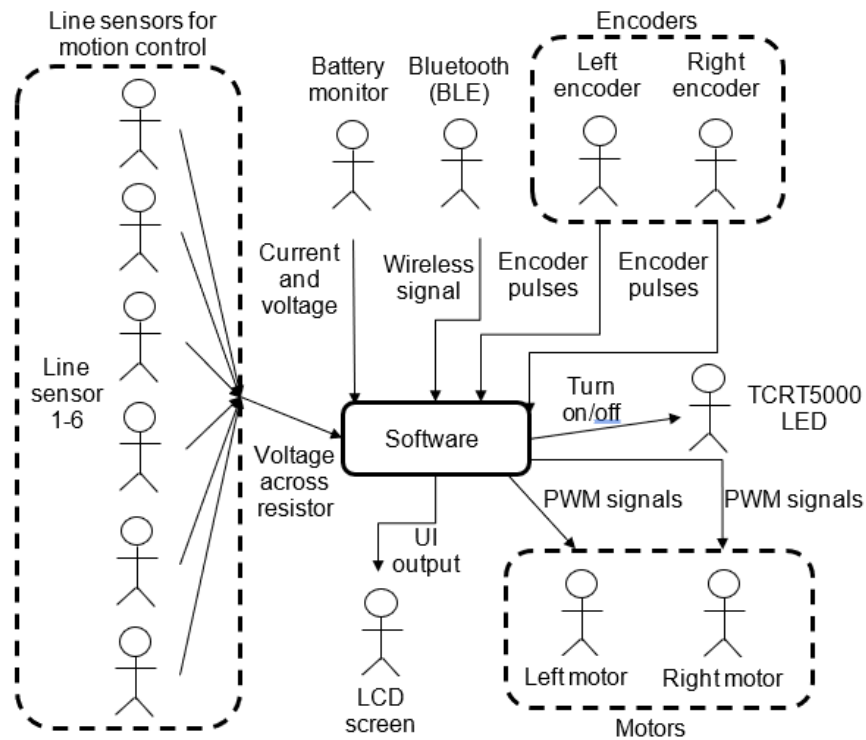 Line sensors for
motion control
Line
sensor
1-6
Battery
monitor
Bluetooth
(BLE)
Encoders
Left
encoder
Right
encoder
Current
and
voltage
Wireless
signal
Encoder
pulses
Encoder
pulses
Voltage
across
resistor
Software
Turn
on/off
TCRT5000
LED
PWM signals
PWM signals
UI
output
LCD
screen
Left motor
Right motor
Motors